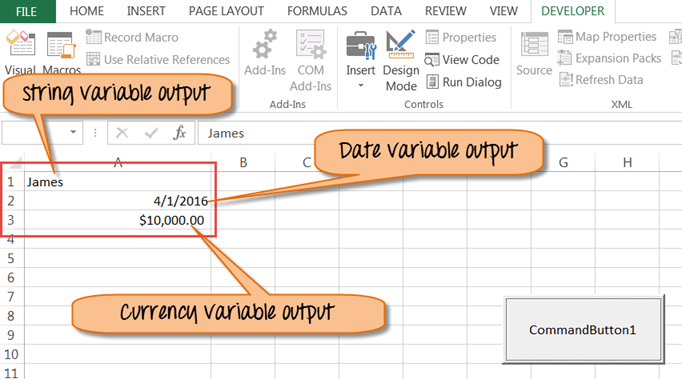 FILE HOME INSERT PAGE LAYOUT FORMULAS DATA REVIEW VIEW DEVELOPER
Visual Macros
Record Macro
Use Relative References
Add-Ins
COM Add-Ins
Add-Ins
Insert
Design Mode
Properties
View Code
Run Dialog
Controls
Source
Map Properties
Expansion Packs
Refresh Data
XML
string variable output
fx James
Date variable output
A B C G H
1 James
2 4/1/2016
3 $10,000.00
4
5
6
7
8
9
10
11
Currency variable output
CommandButton1